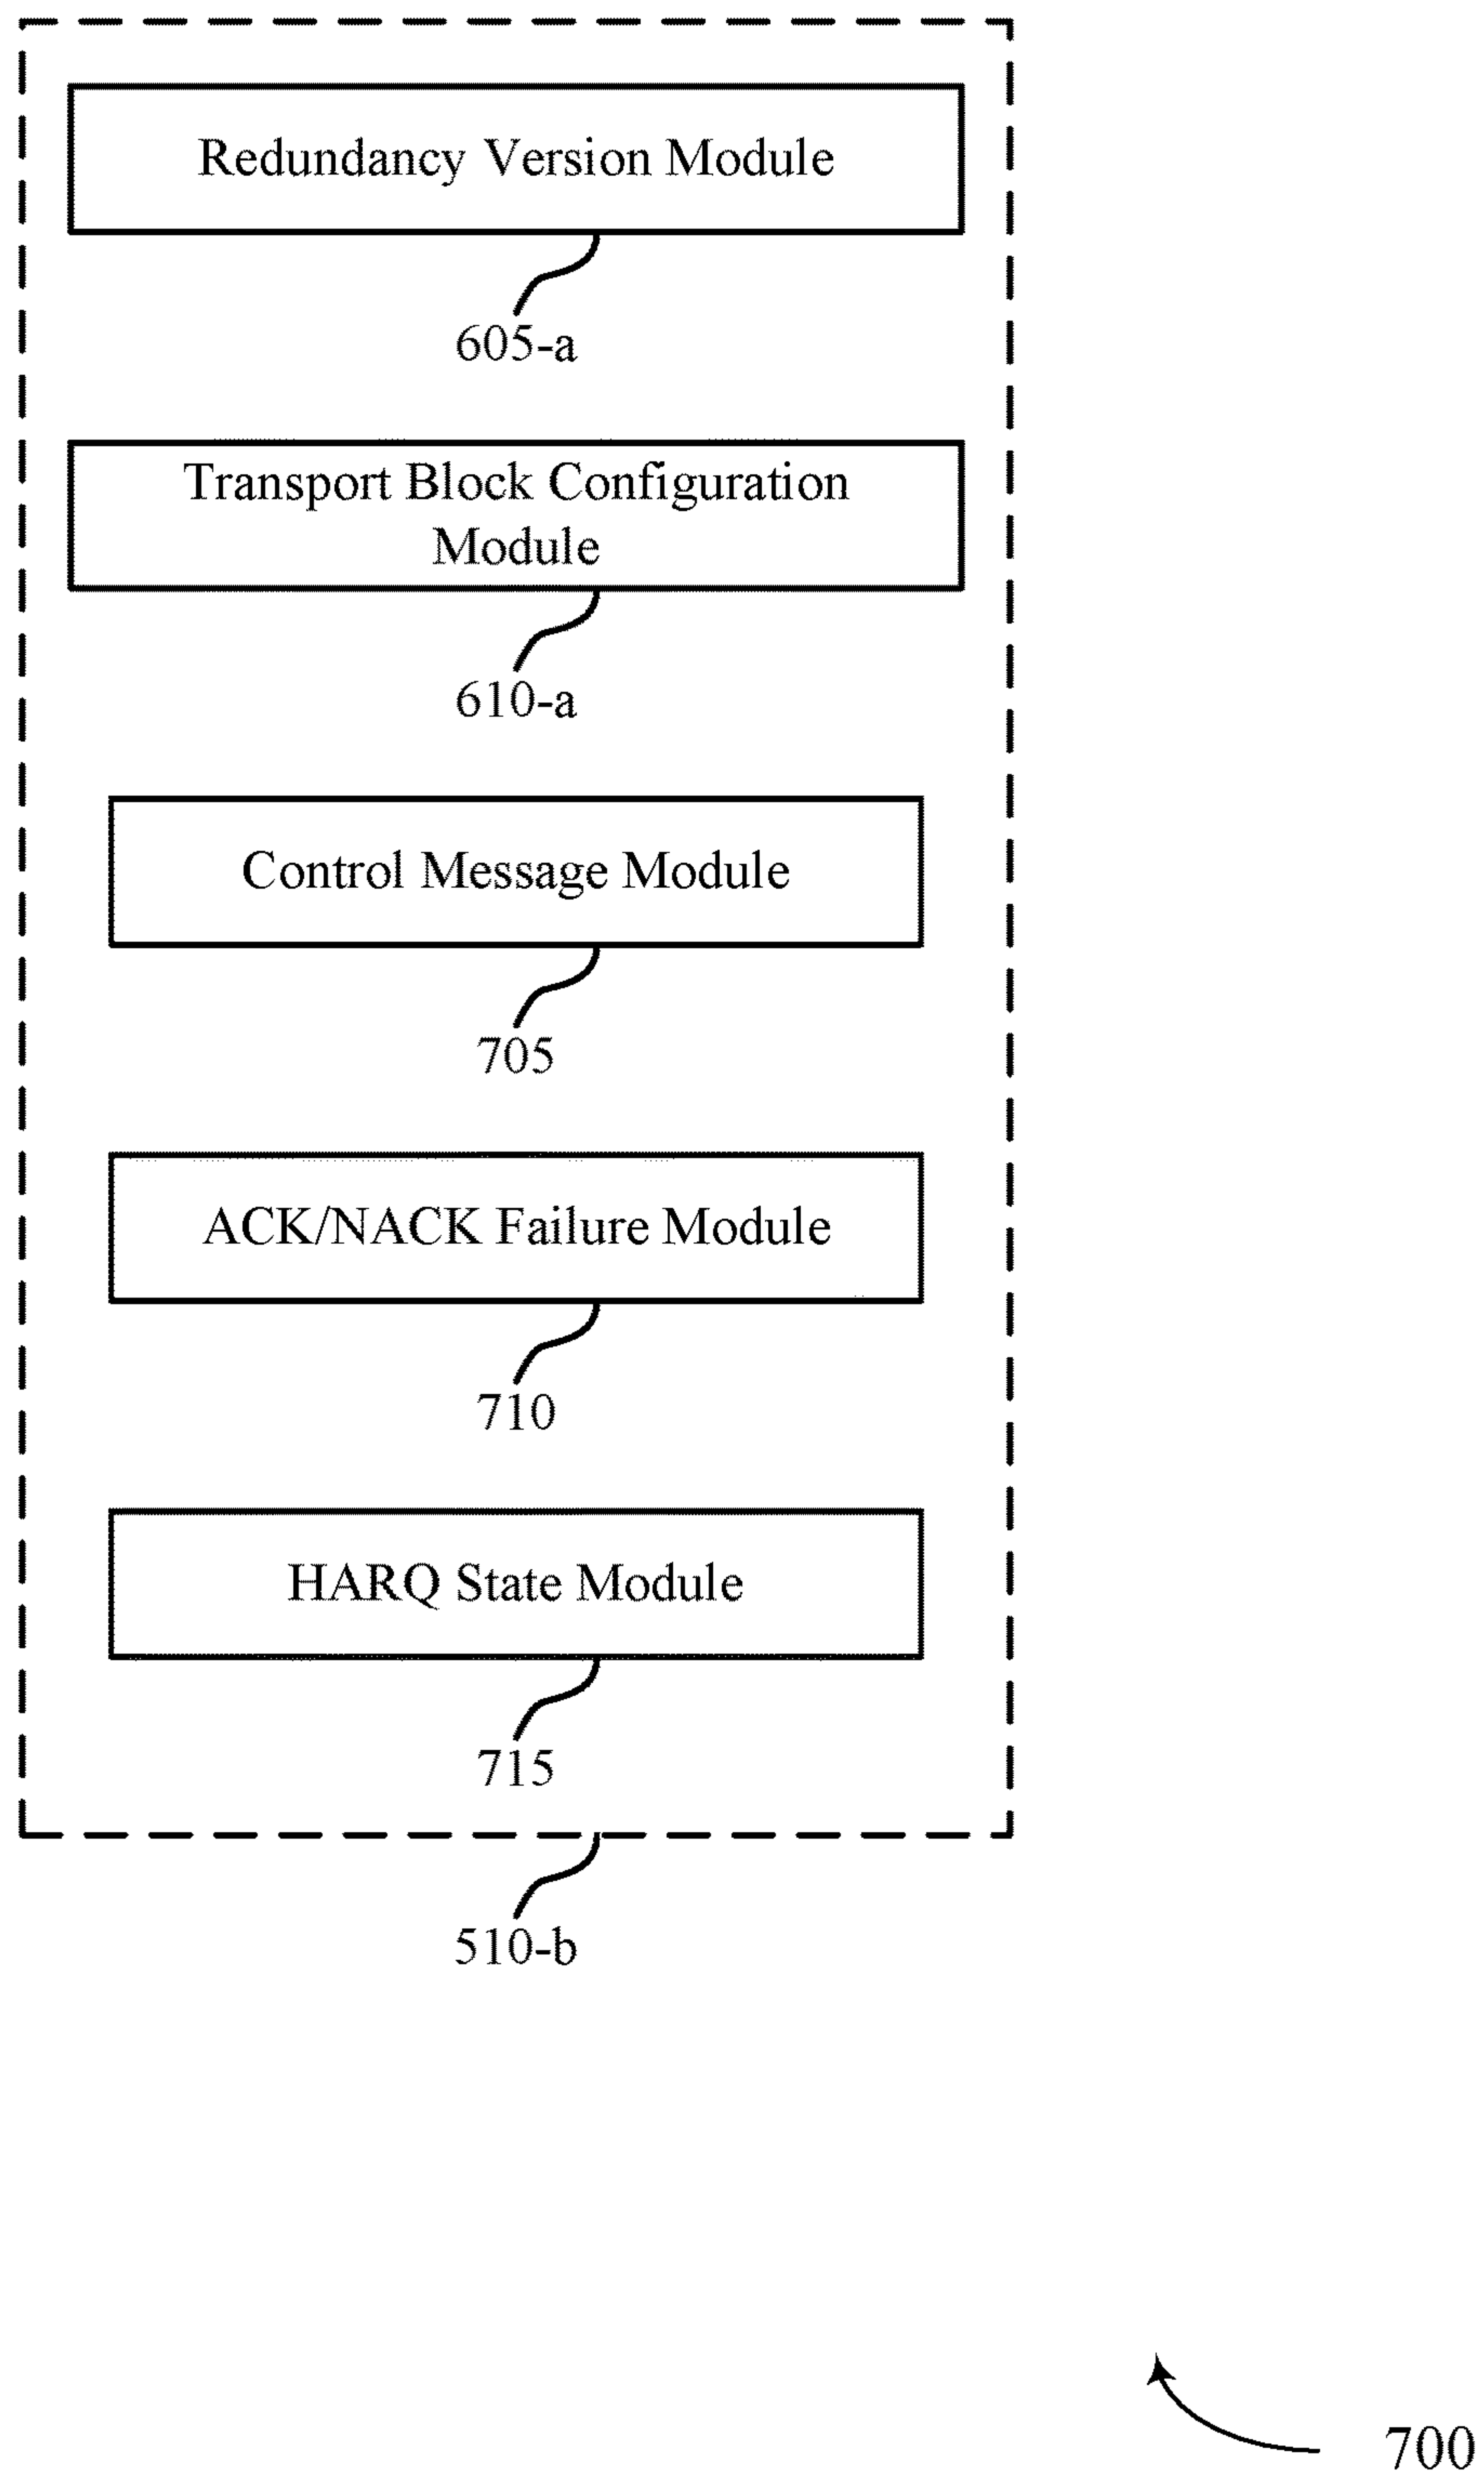 Redundancy Version Module
605-a
Transport Block Configuration
Module
610-a
Control Message Module
705
ACK/NACK Failure Module
710
HARQ State Module
715
510-b
700